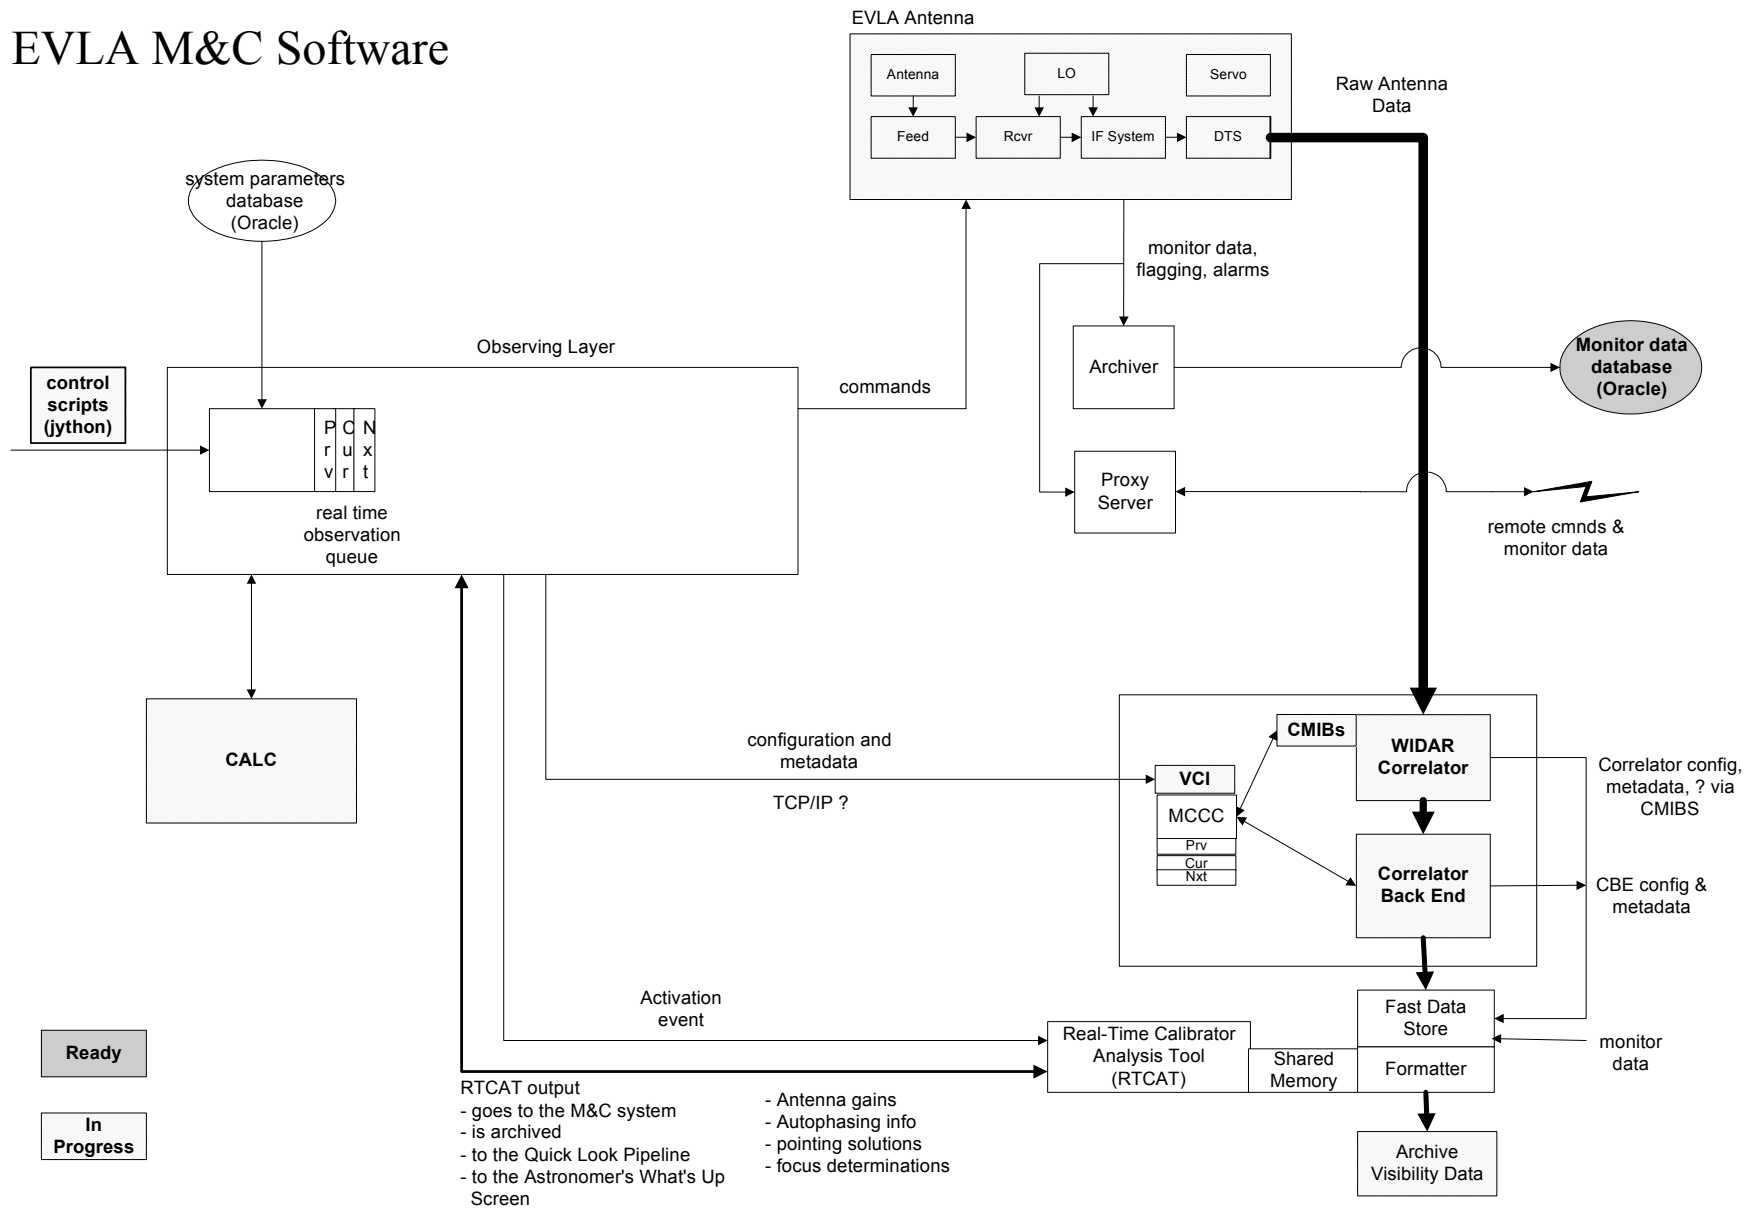 EVLA M&C Software
EVLA Antenna
Antenna
LO
Servo
Feed
Rcvr
IF System
DTS
Raw Antenna
Data
system parameters
database
(Oracle)
monitor data,
flagging, alarms
Observing Layer
control
scripts
(jython)
P
r
v
C
u
r
N
x
t
real time
observation
queue
commands
Archiver
Monitor data
database
(Oracle)
Proxy
Server
remote cmnds &
monitor data
CALC
configuration and
metadata
TCP/IP ?
CMIBs
WIDAR
Correlator
VCI
MCCC
Prv
Cur
Nxt
Correlator
Back End
Correlator config,
metadata, ? via
CMIBS
CBE config &
metadata
Activation
event
Fast Data
Store
Real-Time Calibrator
Analysis Tool
(RTCAT)
Shared
Memory
Formatter
monitor
data
Archive
Visibility Data
Ready
In
Progress
RTCAT output
- goes to the M&C system
- is archived
- to the Quick Look Pipeline
- to the Astronomer's What's Up
Screen
- Antenna gains
- Autophasing info
- pointing solutions
- focus determinations